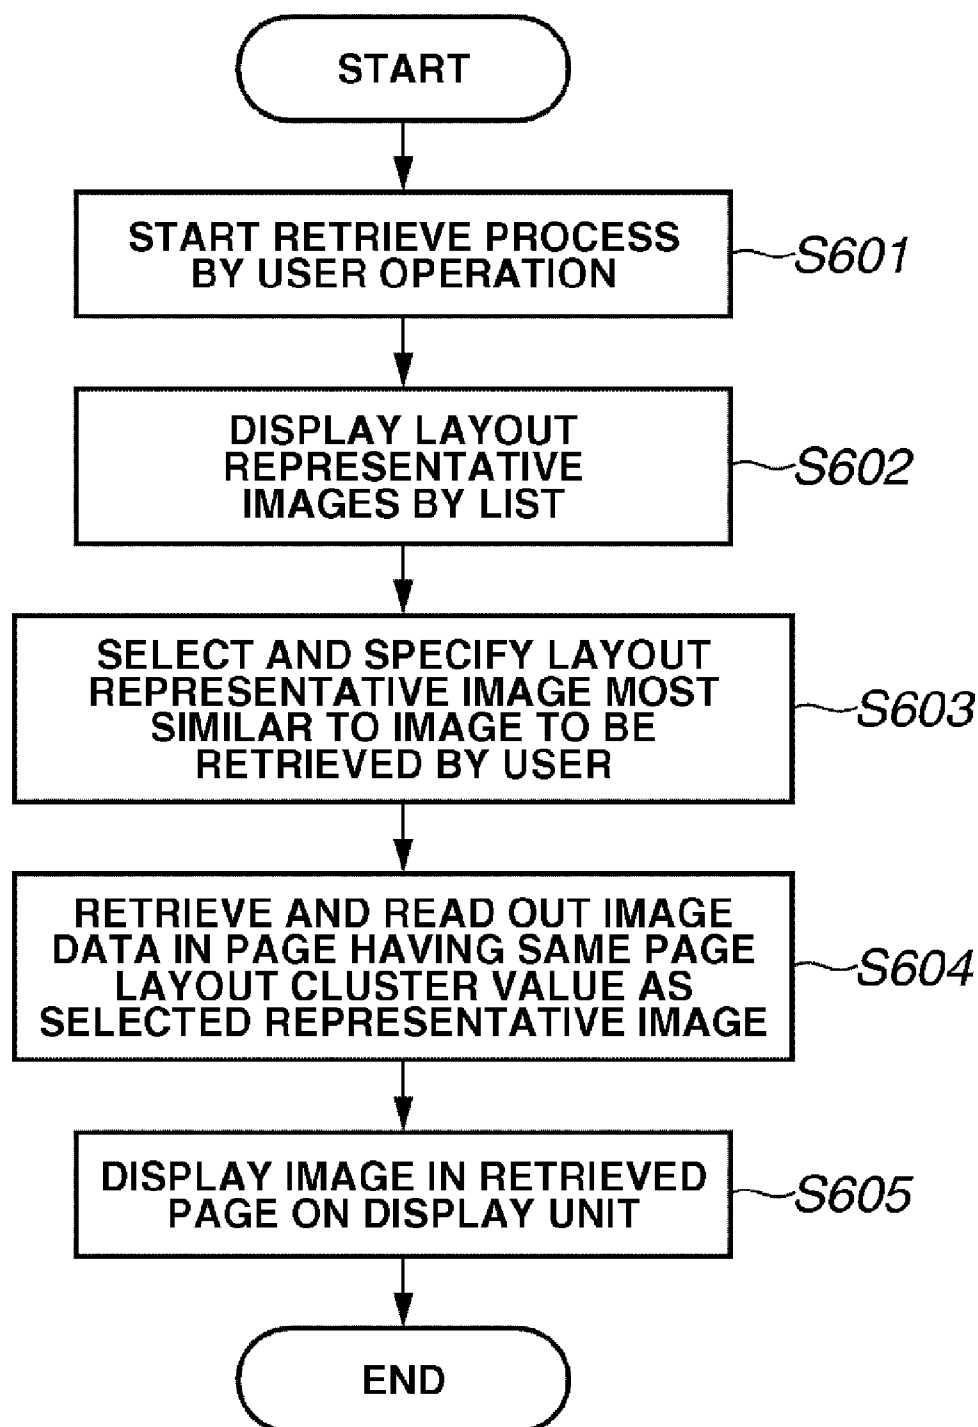 START
START RETRIEVE PROCESS
BY USER OPERATION
S601
DISPLAY LAYOUT
REPRESENTATIVE
IMAGES BY LIST
S602
SELECT AND SPECIFY LAYOUT
REPRESENTATIVE IMAGE MOST
SIMILAR TO IMAGE TO BE
RETRIEVED BY USER
S603
RETRIEVE AND READ OUT IMAGE
DATA IN PAGE HAVING SAME PAGE
LAYOUT CLUSTER VALUE AS
SELECTED REPRESENTATIVE IMAGE
S604
DISPLAY IMAGE IN RETRIEVED
PAGE ON DISPLAY UNIT
S605
END